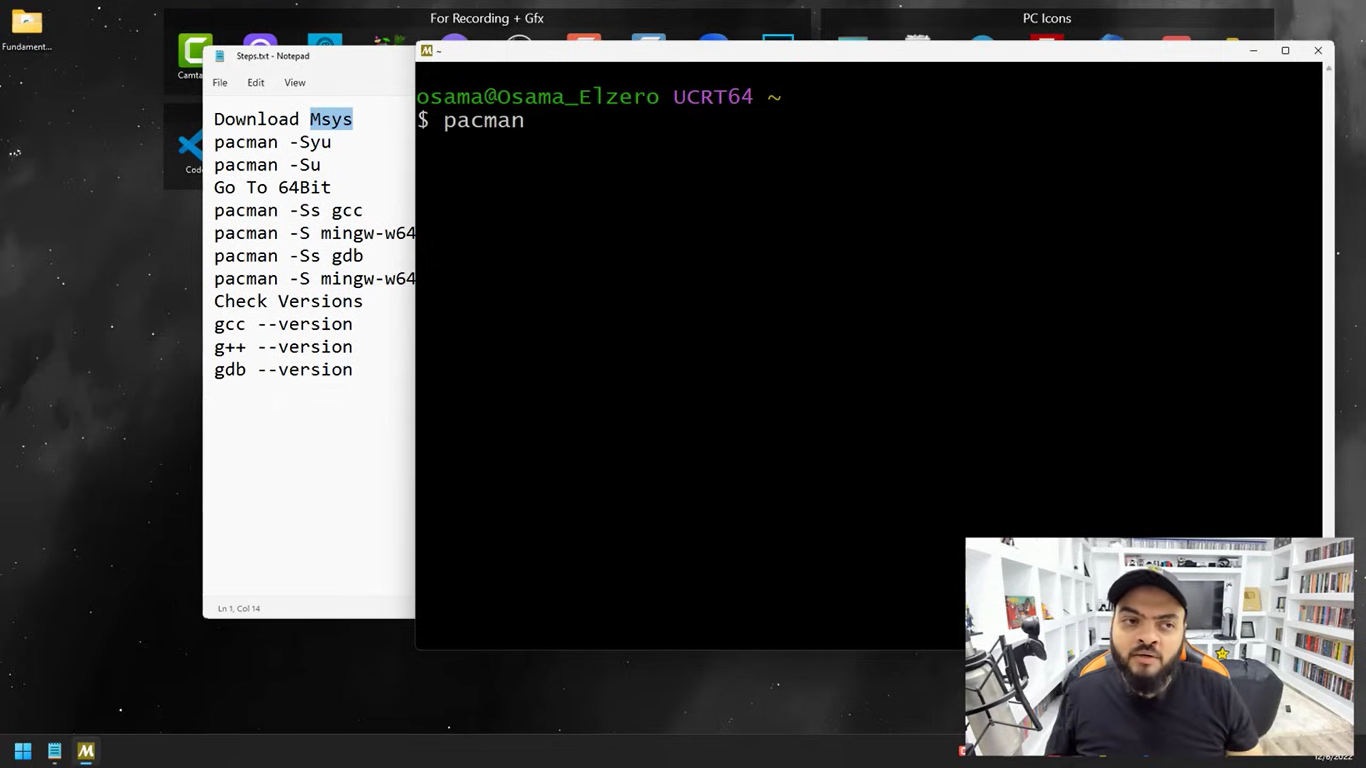 For Recording + Gfx
PC Icons
Fundament...
Camta
Code
Steps.txt - Notepad
File Edit View
Download Msys
pacman -Syu
pacman -Su
Go To 64Bit
pacman -Ss gcc
pacman -S mingw-w64
pacman -Ss gdb
pacman -S mingw-w64
Check Versions
gcc --version
g++ --version
gdb --version
Ln 1, Col 14
~
osama@Osama_Elzero UCRT64 ~
$ pacman
12/6/2022